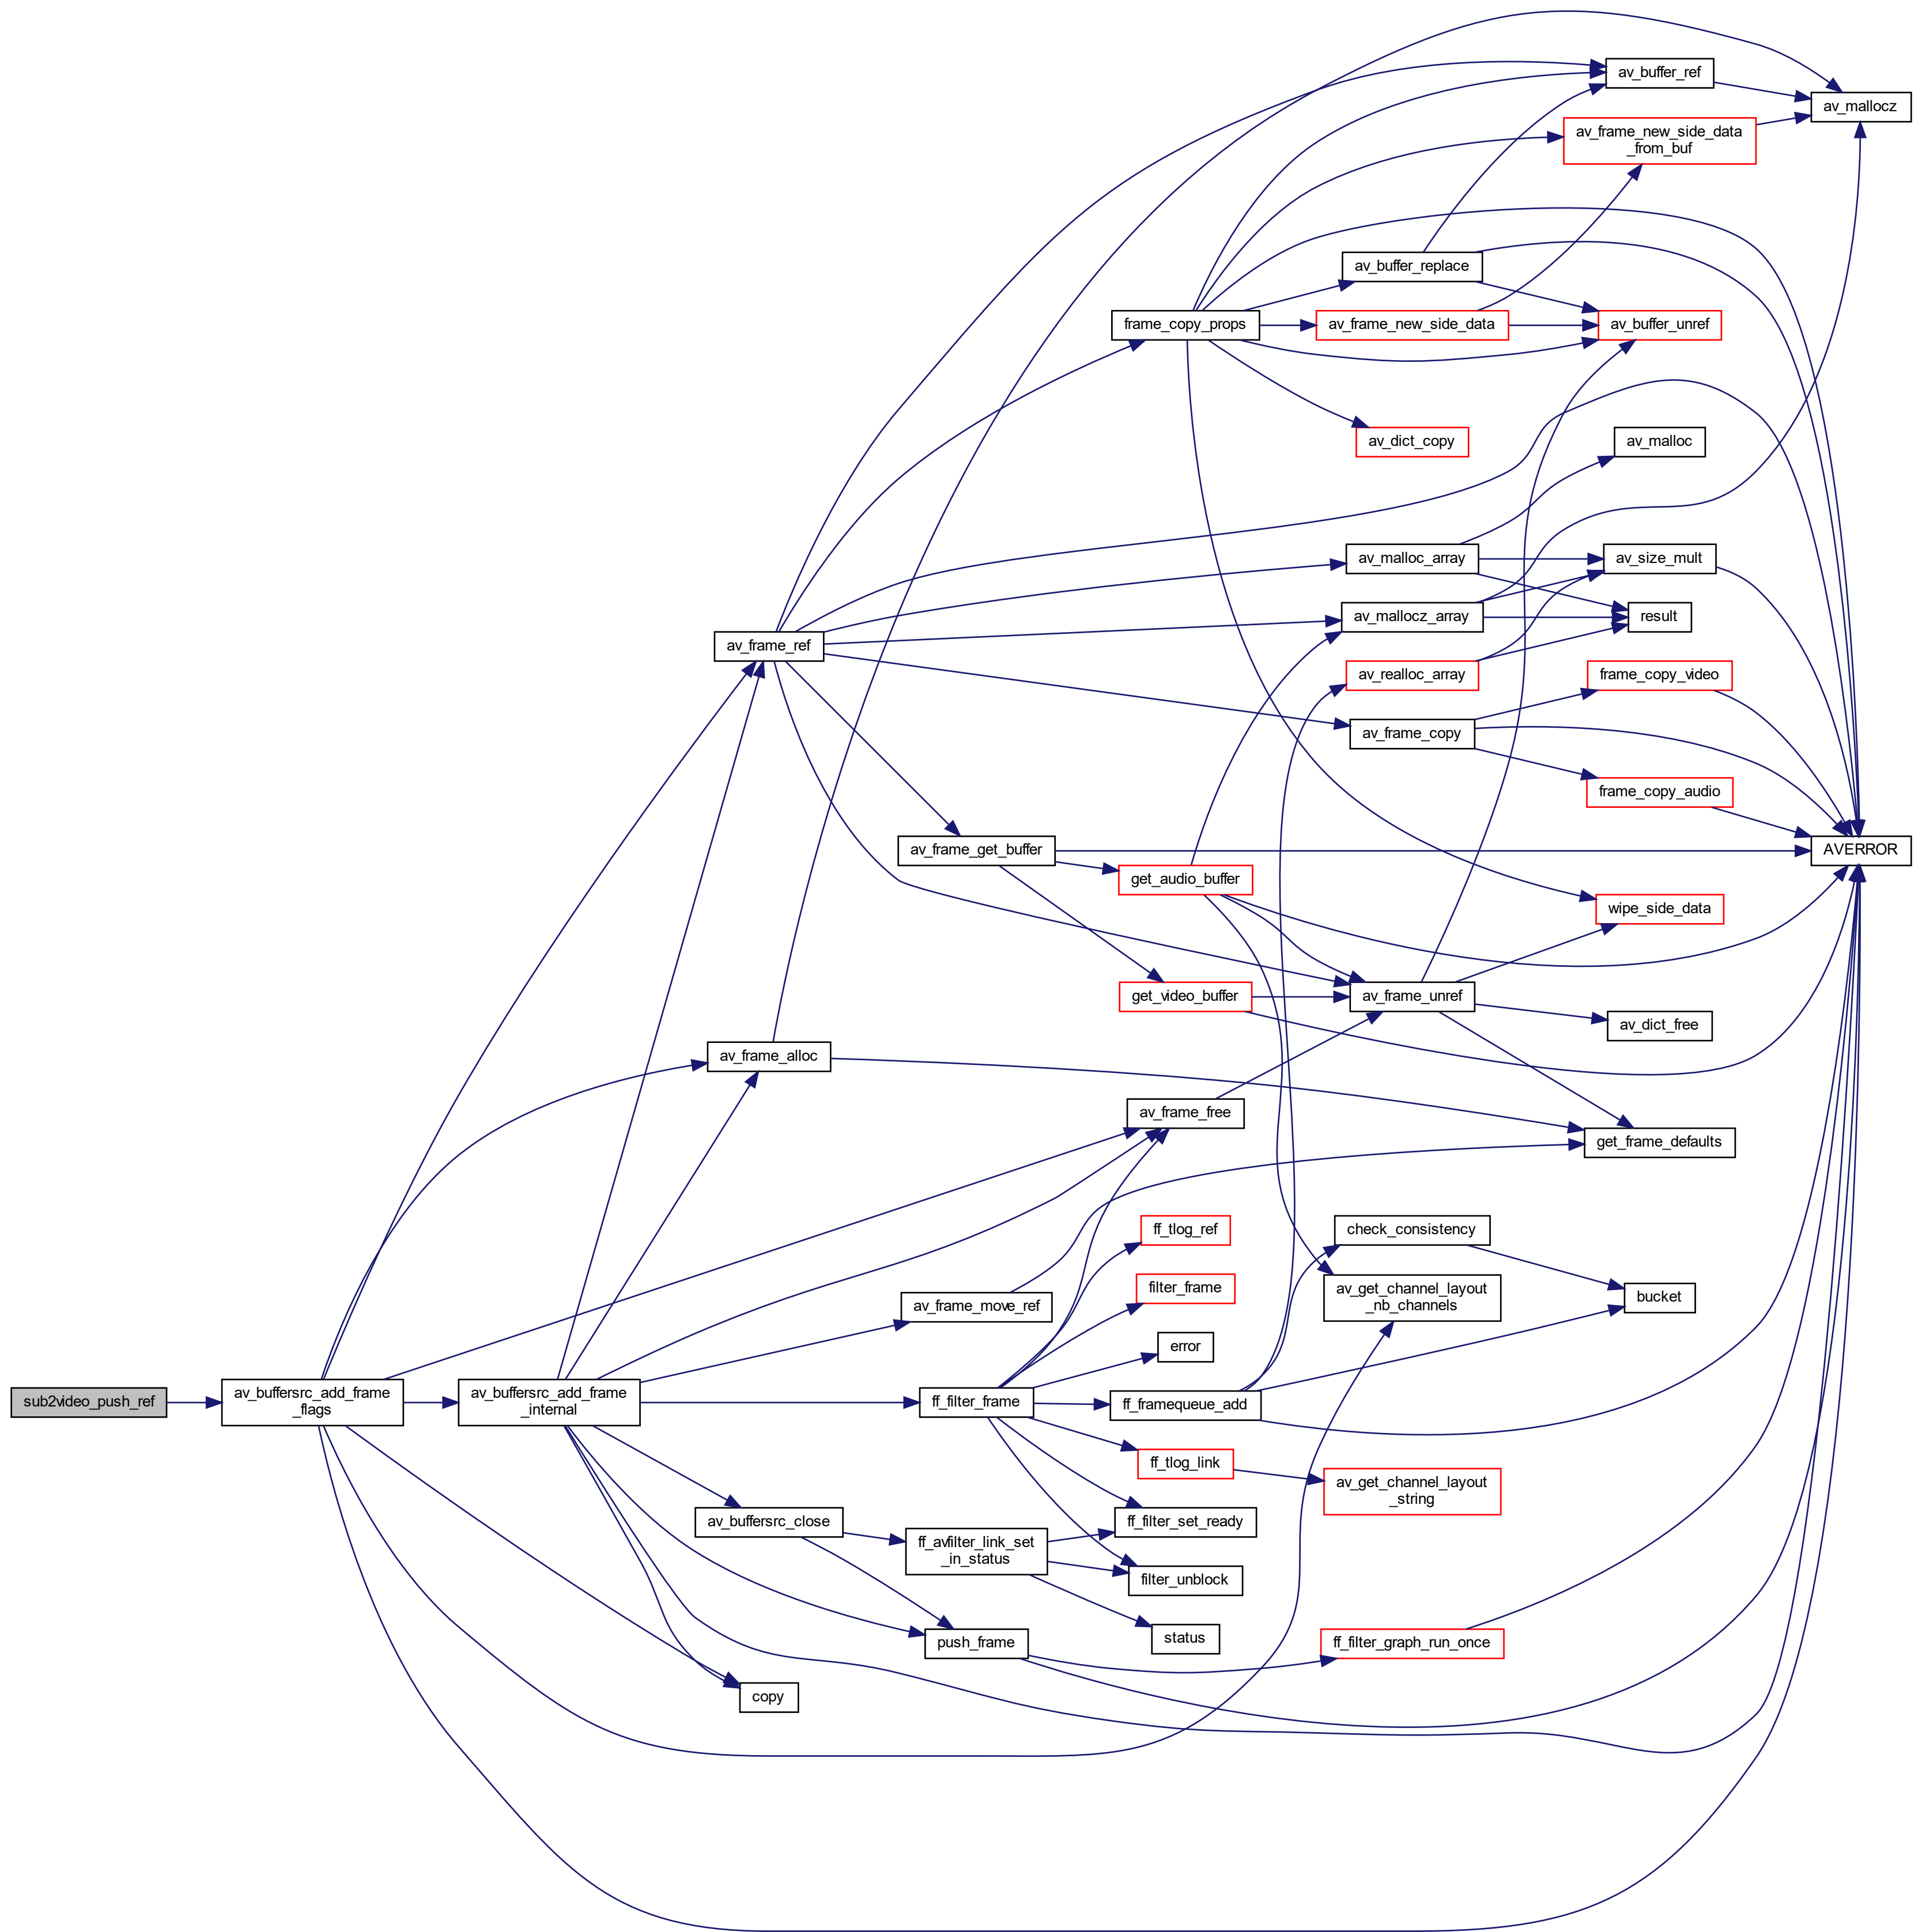 av_buffer_ref
av_mallocz
av_frame_new_side_data
_from_buf
av_buffer_replace
frame_copy_props
av_frame_new_side_data
av_buffer_unref
av_dict_copy
av_malloc
av_malloc_array
av_size_mult
av_mallocz_array
result
av_frame_ref
av_realloc_array
frame_copy_video
av_frame_copy
frame_copy_audio
av_frame_get_buffer
AVERROR
get_audio_buffer
wipe_side_data
get_video_buffer
av_frame_unref
av_dict_free
av_frame_alloc
av_frame_free
get_frame_defaults
ff_tlog_ref
check_consistency
filter_frame
av_get_channel_layout
_nb_channels
bucket
av_frame_move_ref
error
sub2video_push_ref
av_buffersrc_add_frame
_flags
av_buffersrc_add_frame
_internal
ff_filter_frame
ff_framequeue_add
ff_tlog_link
av_get_channel_layout
_string
av_buffersrc_close
ff_filter_set_ready
ff_avfilter_link_set
_in_status
filter_unblock
status
push_frame
ff_filter_graph_run_once
copy